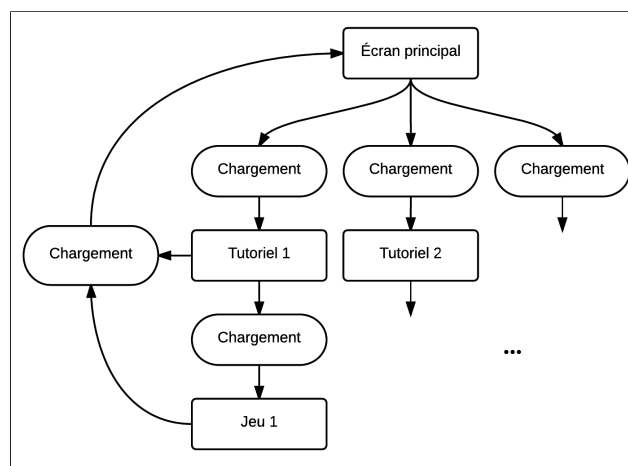 Écran principal
Chargement
Chargement
Chargement
Chargement
Tutoriel 1
Tutoriel 2
Chargement
...
Jeu 1